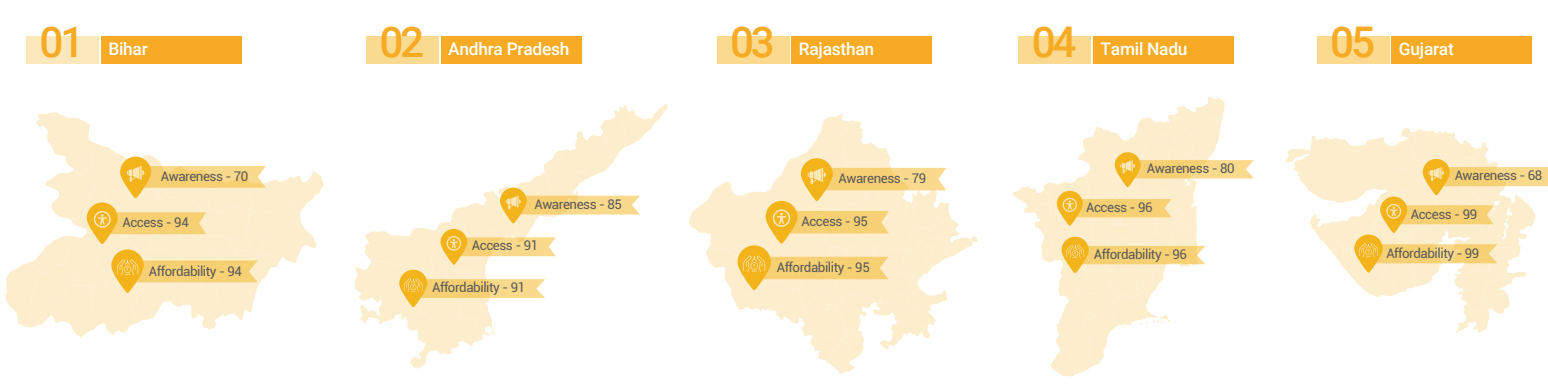 01 Bihar
Awareness - 70
Access - 94
Affordability - 94
02 Andhra Pradesh
Awareness - 85
Access - 91
Affordability - 91
03 Rajasthan
Awareness - 79
Access - 95
Affordability - 95
04 Tamil Nadu
Awareness - 80
Access - 96
Affordability - 96
05 Gujarat
Awareness - 68
Access - 99
Affordability - 99